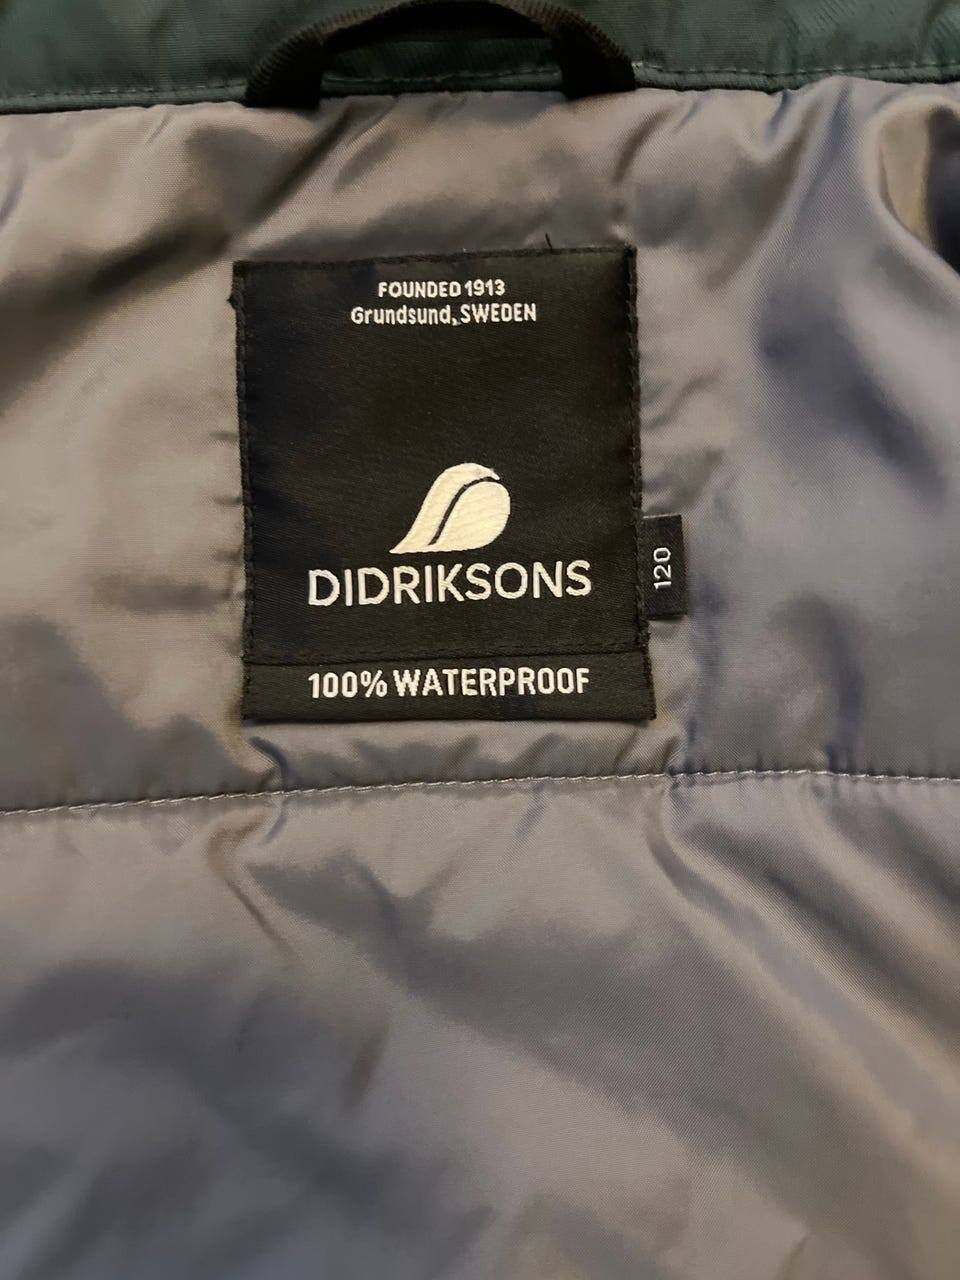 FOUNDED 1913
Grundsund, SWEDEN
DIDRIKSONS
120
100% WATERPROOF